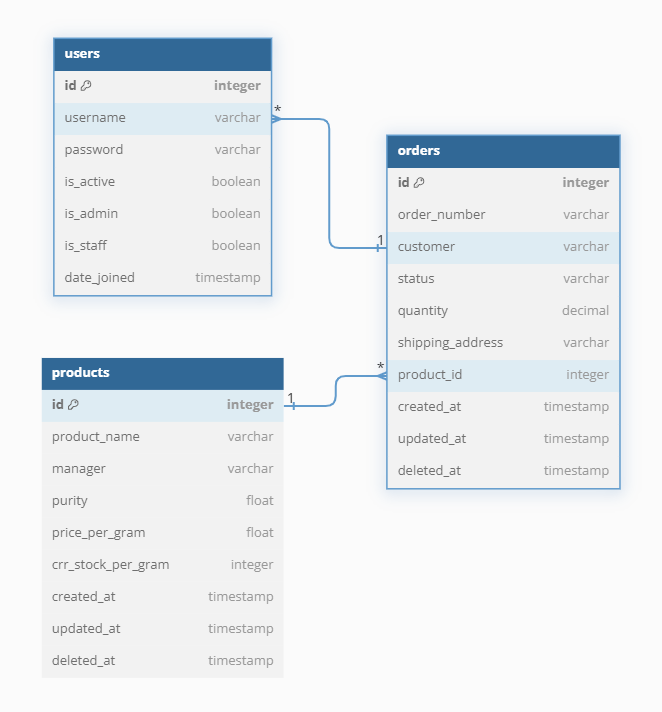 users
id integer
username varchar
password varchar
is_active boolean
is_admin boolean
is_staff boolean
date_joined timestamp
*
1
orders
id integer
order_number varchar
customer varchar
status varchar
quantity decimal
shipping_address varchar
product_id integer
created_at timestamp
updated_at timestamp
deleted_at timestamp
*
1
products
id integer
product_name varchar
manager varchar
purity float
price_per_gram float
crr_stock_per_gram integer
created_at timestamp
updated_at timestamp
deleted_at timestamp